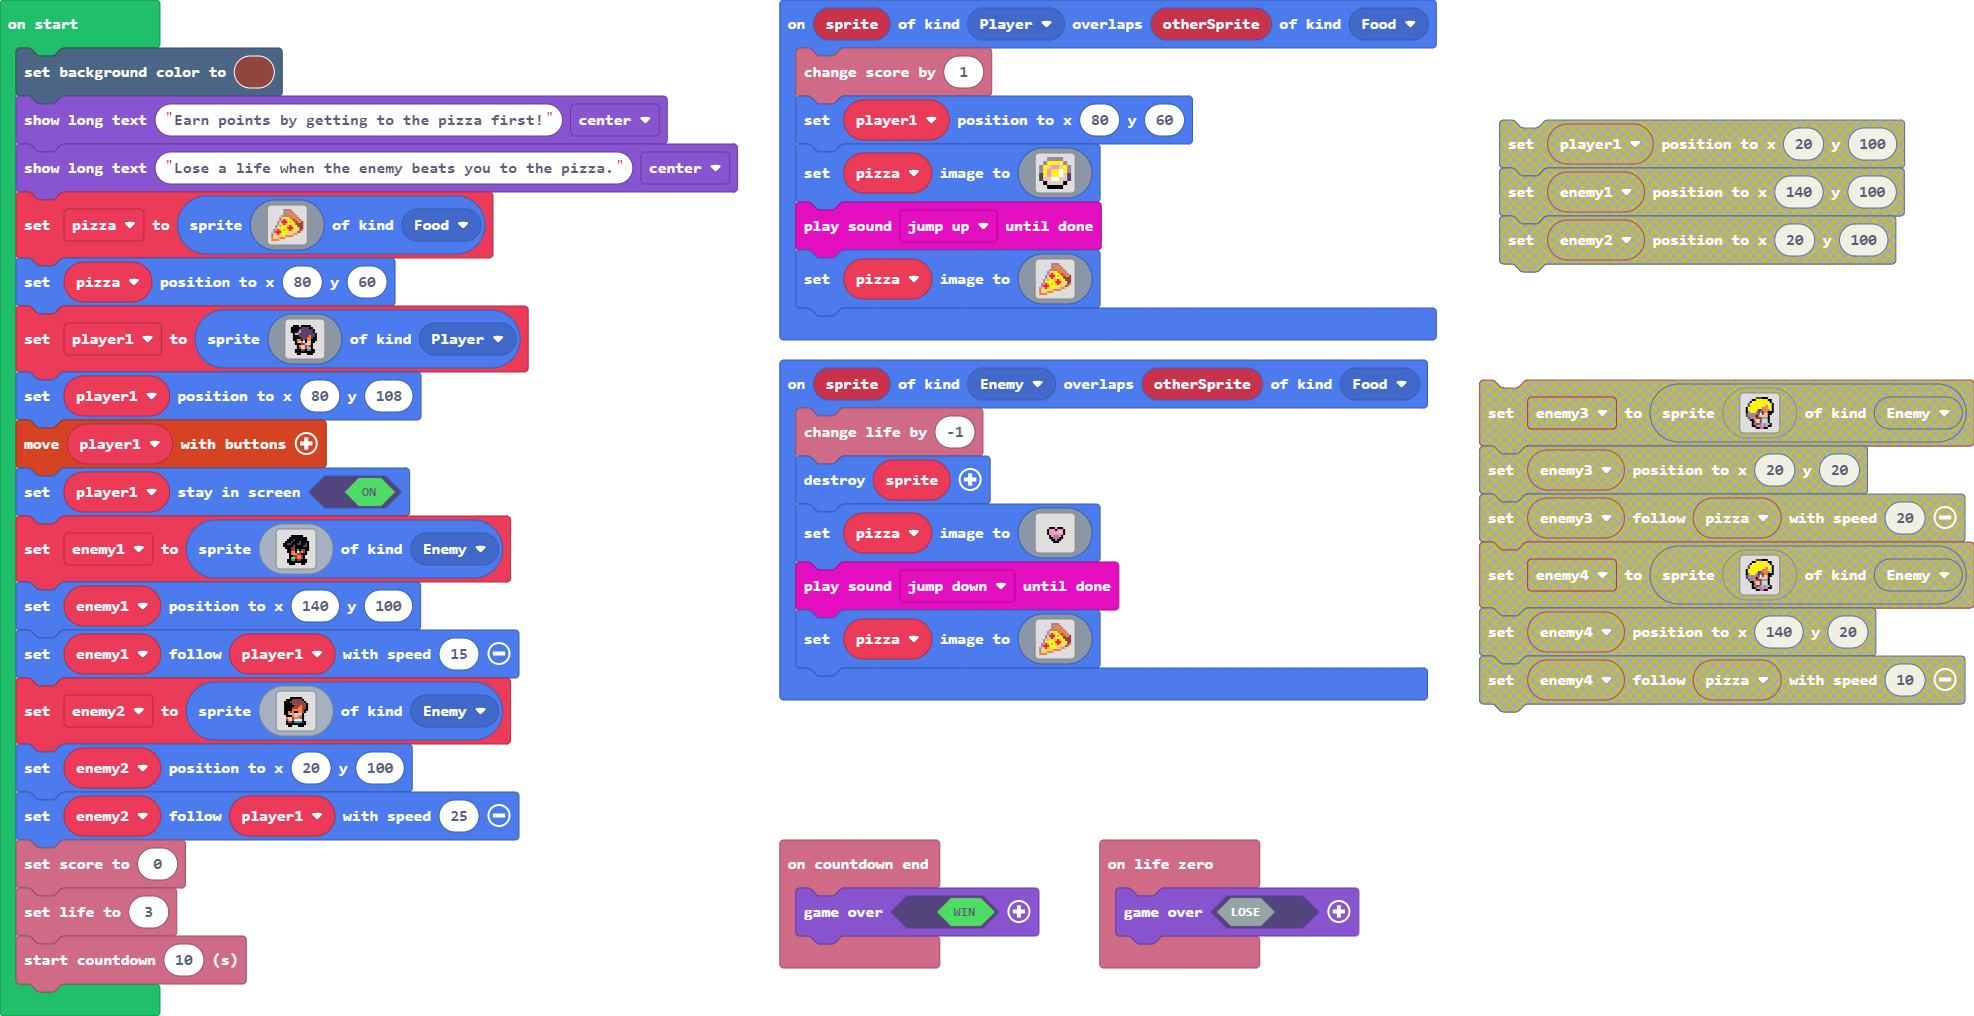 on start
set background color to
show long text "Earn points by getting to the pizza first!" center
show long text "Lose a life when the enemy beats you to the pizza." center
set pizza to sprite of kind Food
set pizza position to x 80 y 60
set player1 to sprite of kind Player
set player1 position to x 80 y 108
move player1 with buttons
set player1 stay in screen ON
set enemy1 to sprite of kind Enemy
set enemy1 position to x 140 y 100
set enemy1 follow player1 with speed 15
set enemy2 to sprite of kind Enemy
set enemy2 position to x 20 y 100
set enemy2 follow player1 with speed 25
set score to 0
set life to 3
start countdown 10 (s)
on sprite of kind Player overlaps otherSprite of kind Food
change score by 1
set player1 position to x 80 y 60
set pizza image to
play sound jump up until done
set pizza image to
on sprite of kind Enemy overlaps otherSprite of kind Food
change life by -1
destroy sprite
set pizza image to
play sound jump down until done
set pizza image to
on countdown end
game over WIN
on life zero
game over LOSE
set player1 position to x 20 y 100
set enemy1 position to x 140 y 100
set enemy2 position to x 20 y 100
set enemy3 to sprite of kind Enemy
set enemy3 position to x 20 y 20
set enemy3 follow pizza with speed 20
set enemy4 to sprite of kind Enemy
set enemy4 position to x 140 y 20
set enemy4 follow pizza with speed 10